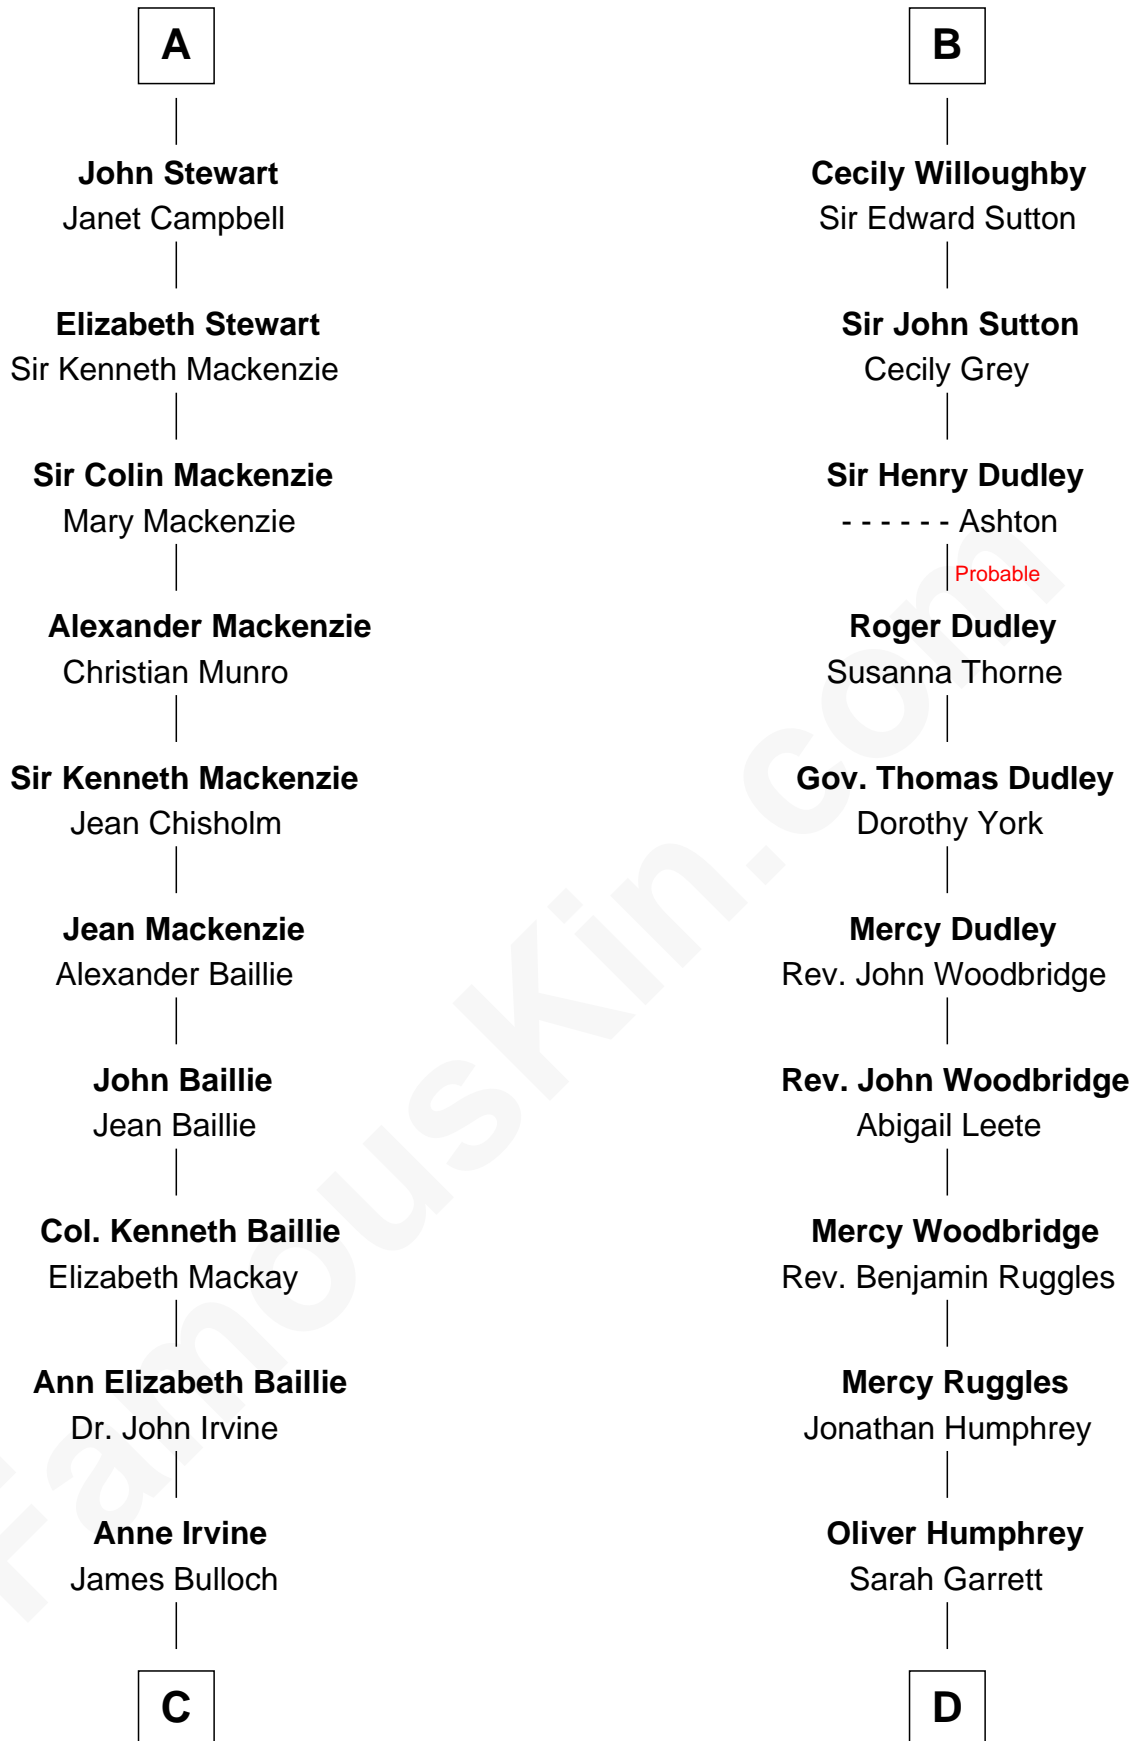 A
John Stewart
Janet Campbell
Elizabeth Stewart
Sir Kenneth Mackenzie
Sir Colin Mackenzie
Mary Mackenzie
Alexander Mackenzie
Christian Munro
Sir Kenneth Mackenzie
Jean Chisholm
Jean Mackenzie
Alexander Baillie
John Baillie
Jean Baillie
Col. Kenneth Baillie
Elizabeth Mackay
Ann Elizabeth Baillie
Dr. John Irvine
Anne Irvine
James Bulloch
C
B
Cecily Willoughby
Sir Edward Sutton
Sir John Sutton
Cecily Grey
Sir Henry Dudley
- - - - - - Ashton
Probable
Roger Dudley
Susanna Thorne
Gov. Thomas Dudley
Dorothy York
Mercy Dudley
Rev. John Woodbridge
Rev. John Woodbridge
Abigail Leete
Mercy Woodbridge
Rev. Benjamin Ruggles
Mercy Ruggles
Jonathan Humphrey
Oliver Humphrey
Sarah Garrett
D
FamousKin.com